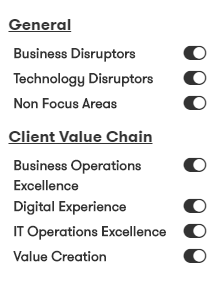 General
Business Disruptors
Technology Disruptors
Non Focus Areas
Client Value Chain
Business Operations
Excellence
Digital Experience
IT Operations Excellence
Value Creation